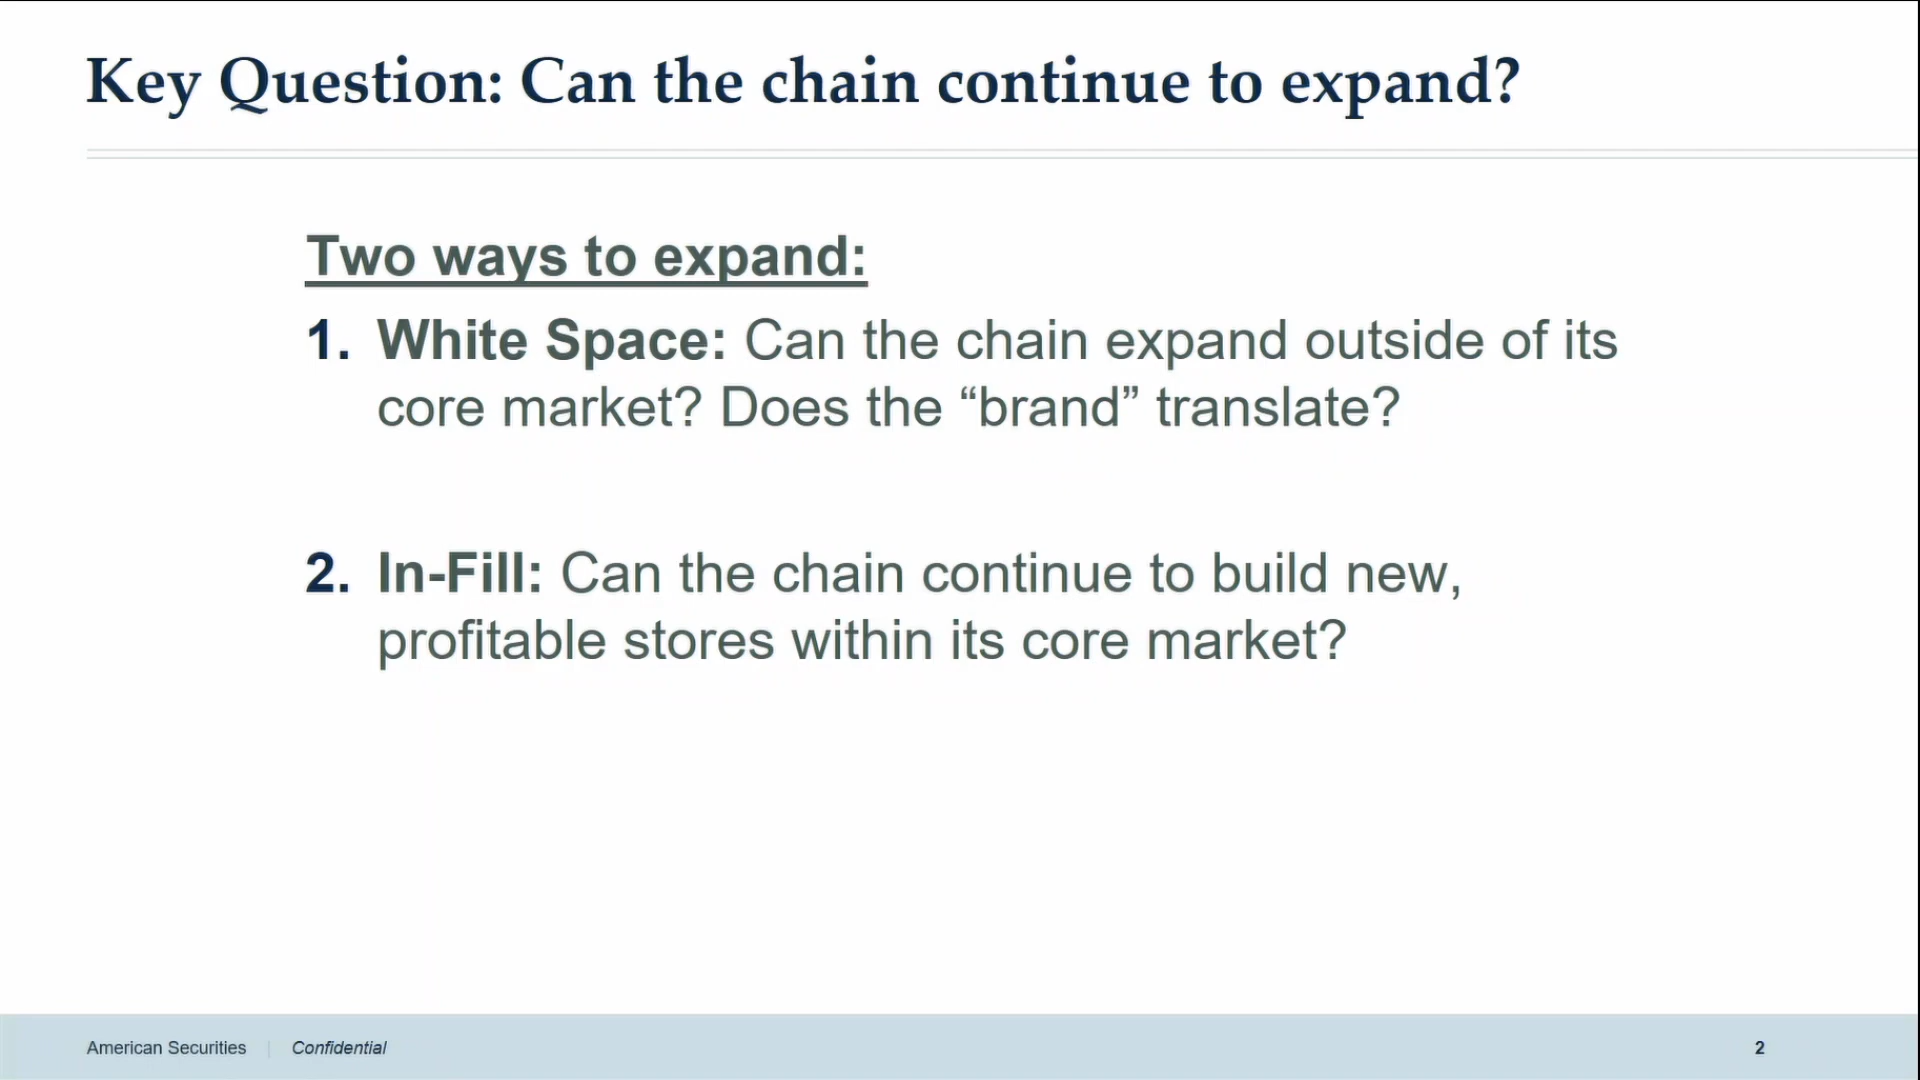 Key Question: Can the chain continue to expand?
Two ways to expand:
1. White Space: Can the chain expand outside of its
core market? Does the “brand” translate?
2. In-Fill: Can the chain continue to build new,
profitable stores within its core market?
American Securities | Confidential 2